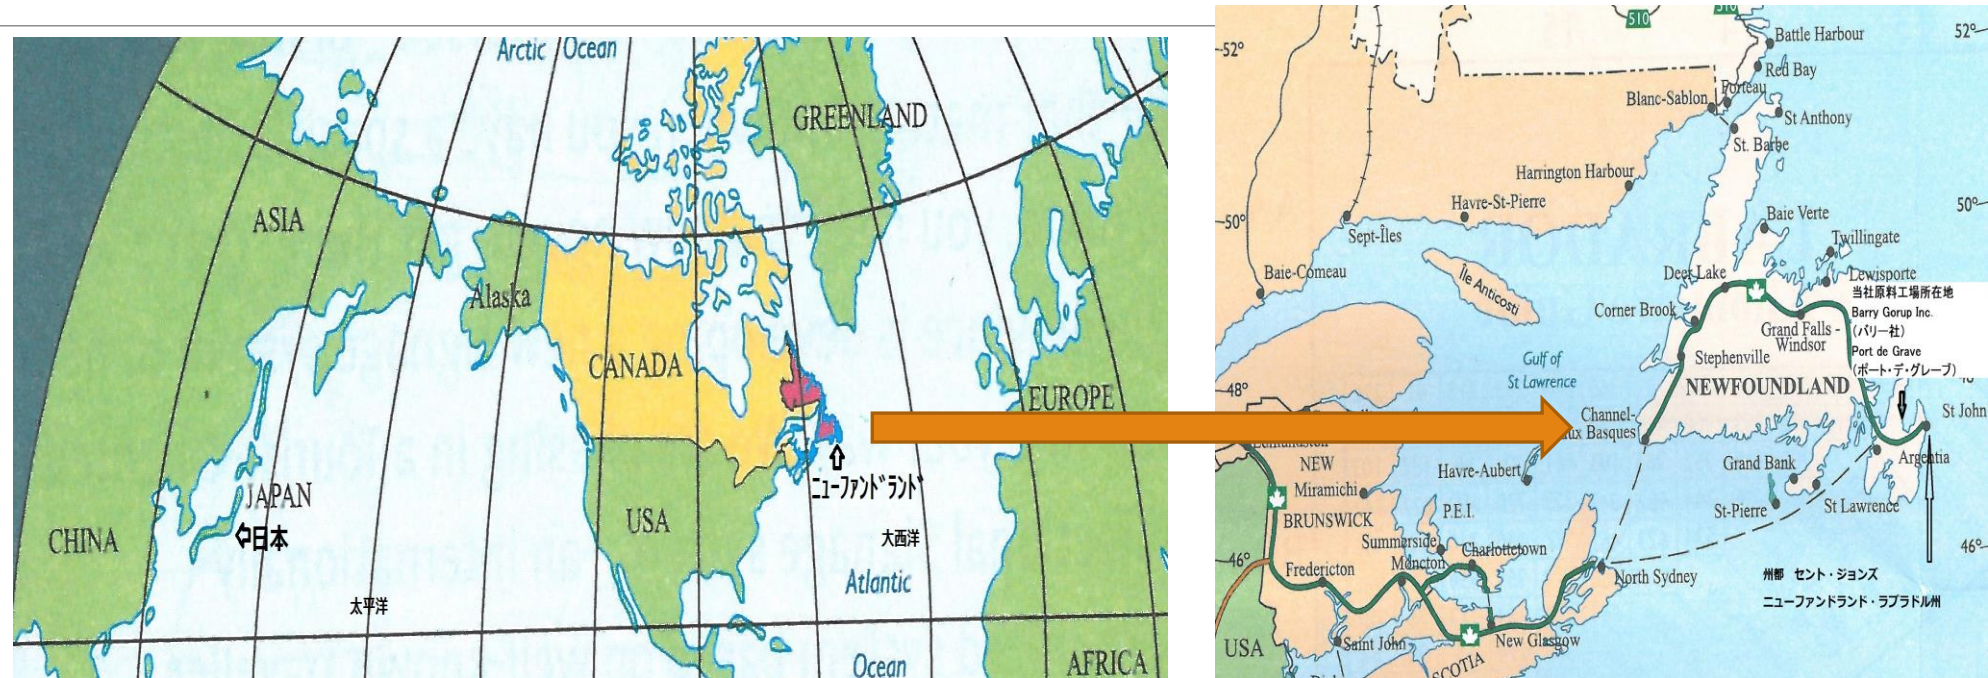 Arctic Ocean
GREENLAND
ASIA
Alaska
CANADA
EUROPE
ニューファンドランド
JAPAN
⇦日本
CHINA
USA
大西洋
Atlantic
太平洋
Ocean
AFRICA
510
510
52°
52°
Battle Harbour
Red Bay
Forteau
Blanc-Sablon
St Anthony
St. Barbe
Harrington Harbour
Havre-St-Pierre
50°
50°
Sept-Îles
Baie Verte
Twillingate
Baie-Comeau
Île Anticosti
Deer Lake
Lewisporte
当社原料工場所在地
Barry Gorup Inc.
(バリー社)
Port de Grave
(ポート・デ・グレーブ)
Corner Brook
Grand Falls -
Windsor
Stephenville
Gulf of
St Lawrence
NEWFOUNDLAND
48°
Channel-
aux Basques
St John
Edmundston
NEW
BRUNSWICK
Miramichi
Havre-Aubert
Grand Bank
Argentia
St-Pierre
St Lawrence
P.E.I.
Summerside
Charlottetown
46°
46°
Fredericton
Moncton
North Sydney
州都 セント・ジョンズ
ニューファンドランド・ラブラドル州
USA
Saint John
New Glasgow
SCOTIA